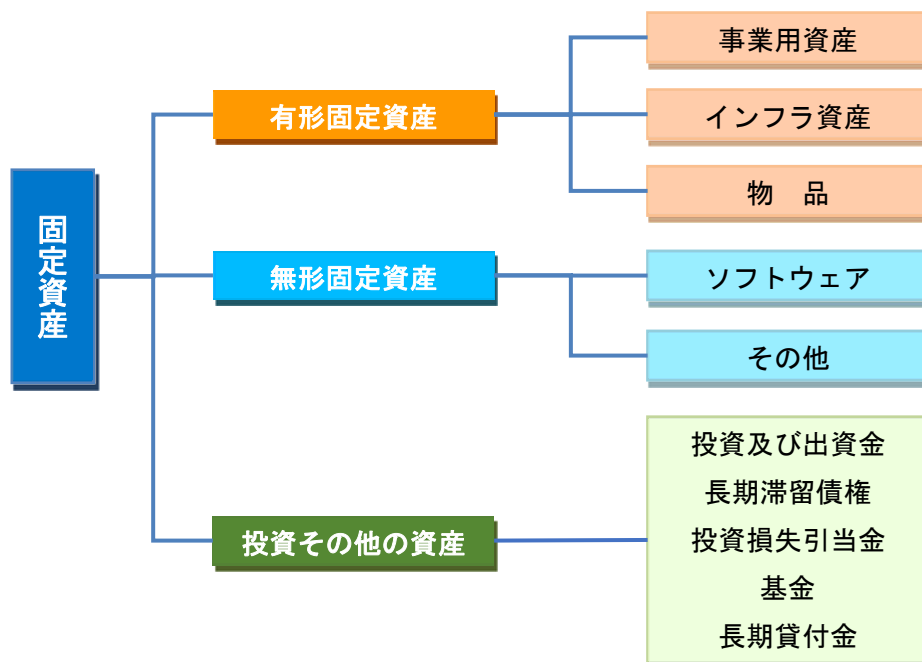 固定資産
有形固定資産
事業用資産
インフラ資産
物　品
無形固定資産
ソフトウェア
その他
投資その他の資産
投資及び出資金
長期滞留債権
投資損失引当金
基金
長期貸付金